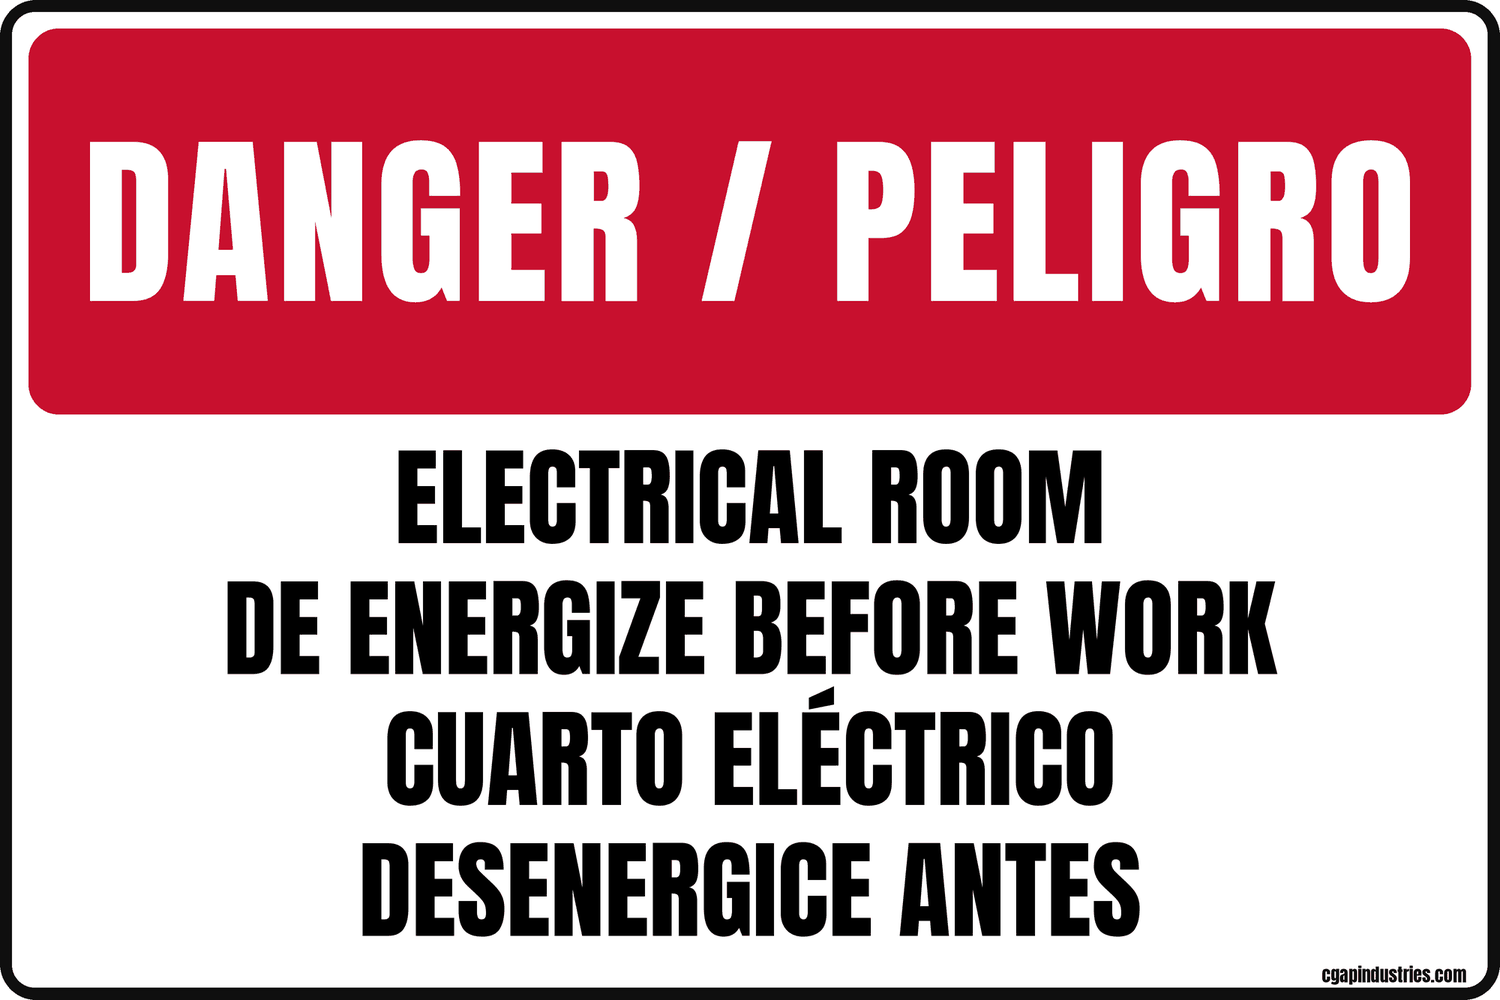 DANGER / PELIGRO
ELECTRICAL ROOM
DE ENERGIZE BEFORE WORK
CUARTO ELÉCTRICO
DESENERGICE ANTES
cgapindustries.com